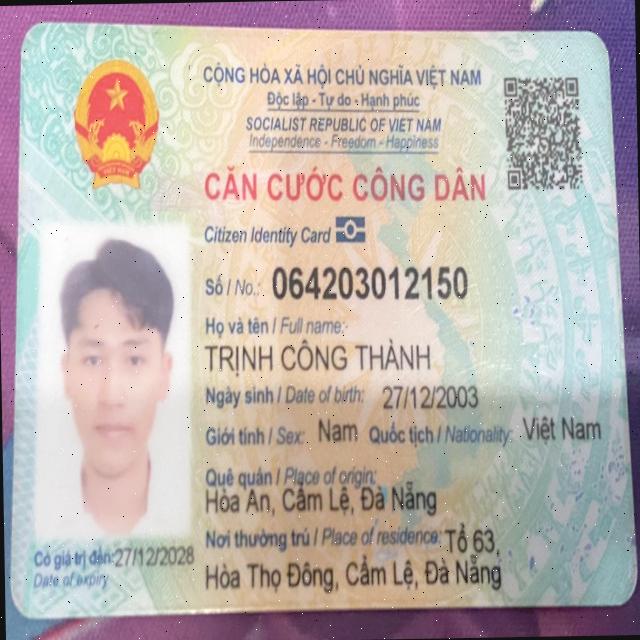 CỘNG HÒA XÃ HỘI CHỦ NGHĨA VIỆT NAM
Độc lập - Tự do - Hạnh phúc
SOCIALIST REPUBLIC OF VIET NAM
Independence - Freedom - Happiness
CĂN CƯỚC CÔNG DÂN
Citizen Identity Card
Số / No.: 064203012150
Họ và tên / Full name:
TRỊNH CÔNG THÀNH
Ngày sinh / Date of birth: 27/12/2003
Giới tính / Sex: Nam Quốc tịch / Nationality: Việt Nam
Quê quán / Place of origin:
Hòa An, Cẩm Lệ, Đà Nẵng
Nơi thường trú / Place of residence: Tổ 63,
Hòa Thọ Đông, Cẩm Lệ, Đà Nẵng
Có giá trị đến: 27/12/2028
Date of expiry